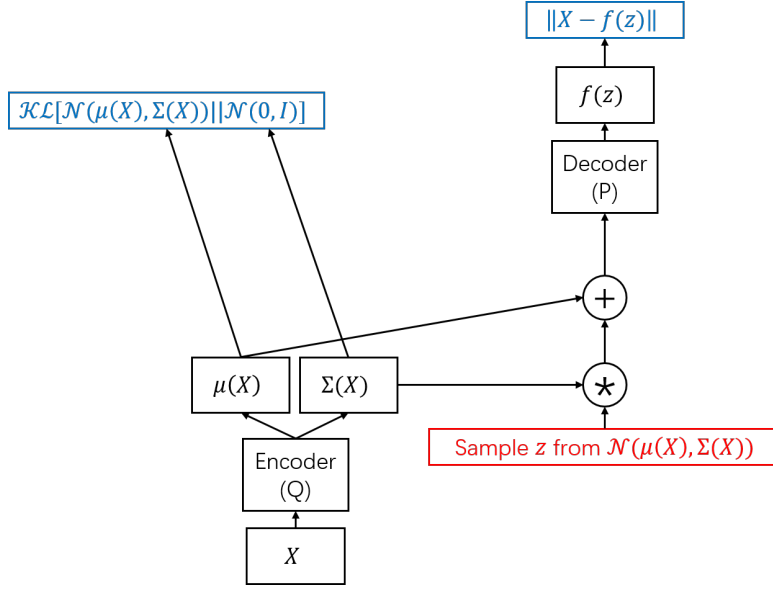 ‖X − f(z)‖
𝒦ℒ[𝒩(μ(X), Σ(X))||𝒩(0, I)]
f(z)
Decoder
(P)
+
*
μ(X)
Σ(X)
Sample z from 𝒩(μ(X), Σ(X))
Encoder
(Q)
X